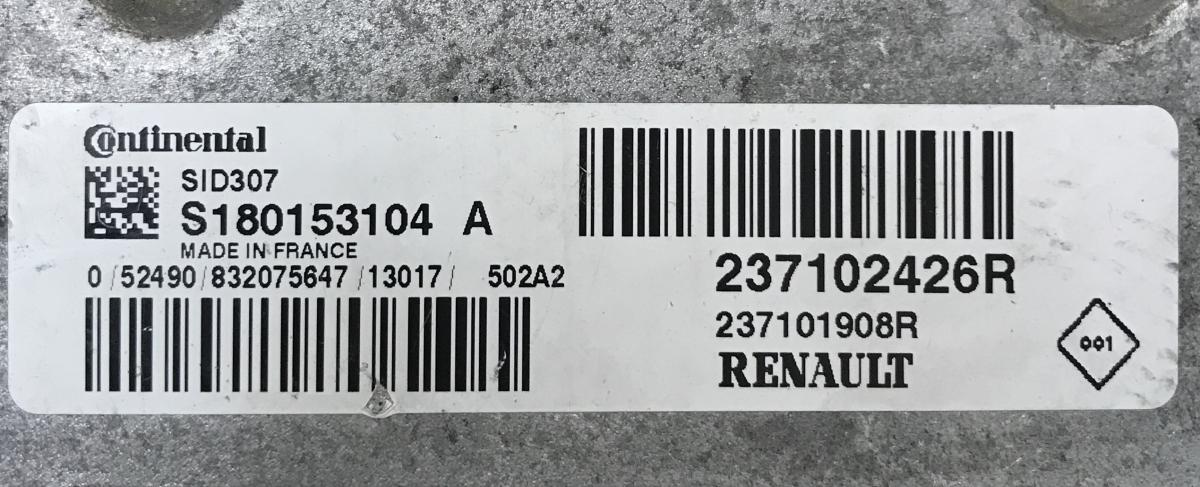 Continental
SID307
S180153104 A
MADE IN FRANCE
0/52490/832075647/13017/ 502A2
237102426R
237101908R
RENAULT
001